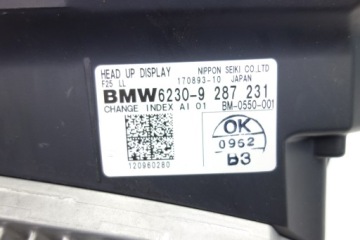 HEAD UP DISPLAY NIPPON SEIKI CO.LTD
F25 LL 170893-10 JAPAN
BMW6230-9 287 231
CHANGE INDEX AI 01 BM-0550-001
OK
0962
B3
120960280